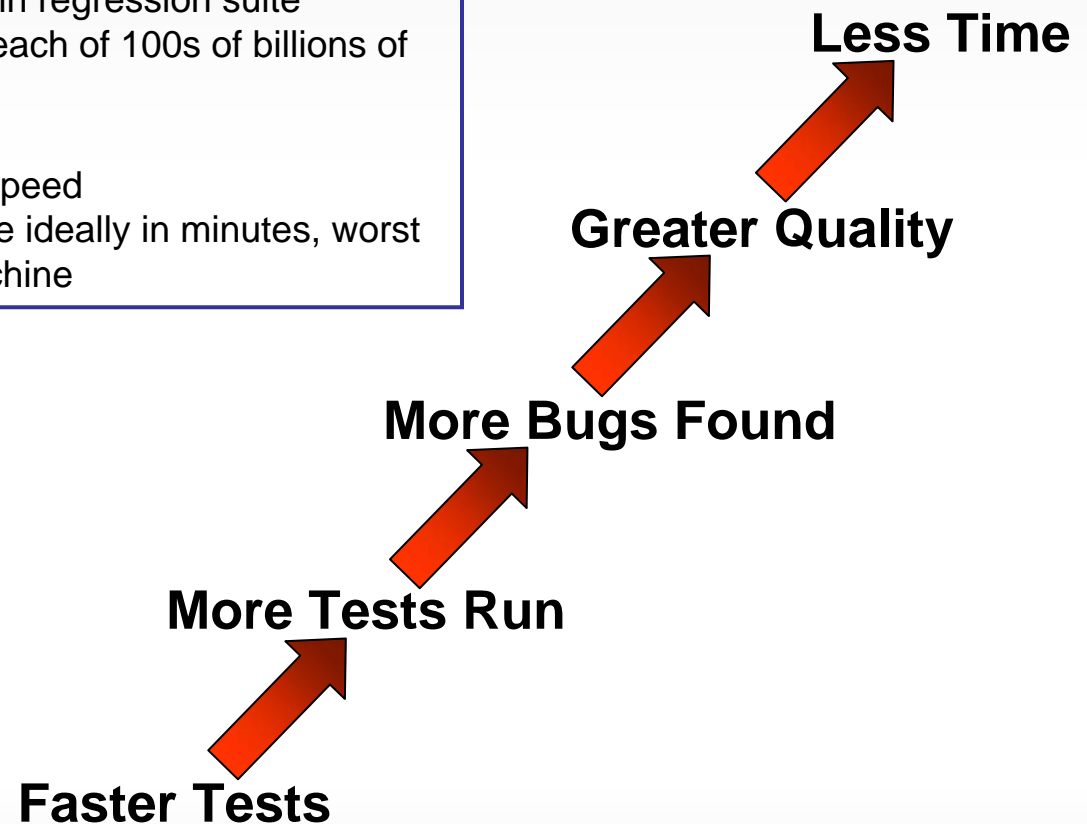 in regression suite
each of 100s of billions of
peed
e ideally in minutes, worst
chine
Less Time
Greater Quality
More Bugs Found
More Tests Run
Faster Tests